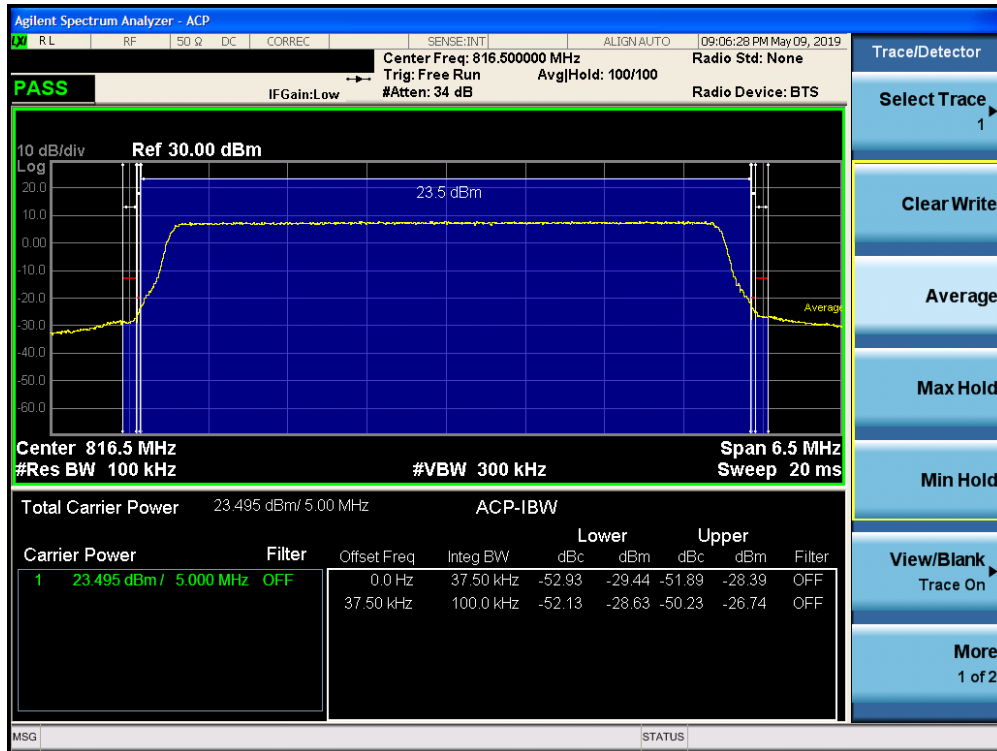 Agilent Spectrum Analyzer - ACP
LXI RL RF 50 Ω DC CORREC SENSE:INT ALIGN AUTO 09:06:28 PM May 09, 2019
Center Freq: 816.500000 MHz Radio Std: None
Trig: Free Run Avg|Hold: 100/100
PASS IFGain:Low #Atten: 34 dB Radio Device: BTS
10 dB/div Ref 30.00 dBm
Log
23.5 dBm
20.0
10.0
0.00
-10.0
-20.0
Average
-30.0
-40.0
-50.0
-60.0
Center 816.5 MHz Span 6.5 MHz
#Res BW 100 kHz #VBW 300 kHz Sweep 20 ms
Total Carrier Power 23.495 dBm/ 5.00 MHz ACP-IBW
Lower Upper
Carrier Power Filter Offset Freq Integ BW dBc dBm dBc dBm Filter
1 23.495 dBm / 5.000 MHz OFF 0.0 Hz 37.50 kHz -52.93 -29.44 -51.89 -28.39 OFF
37.50 kHz 100.0 kHz -52.13 -28.63 -50.23 -26.74 OFF
MSG STATUS
Trace/Detector
Select Trace
1
Clear Write
Average
Max Hold
Min Hold
View/Blank
Trace On
More
1 of 2